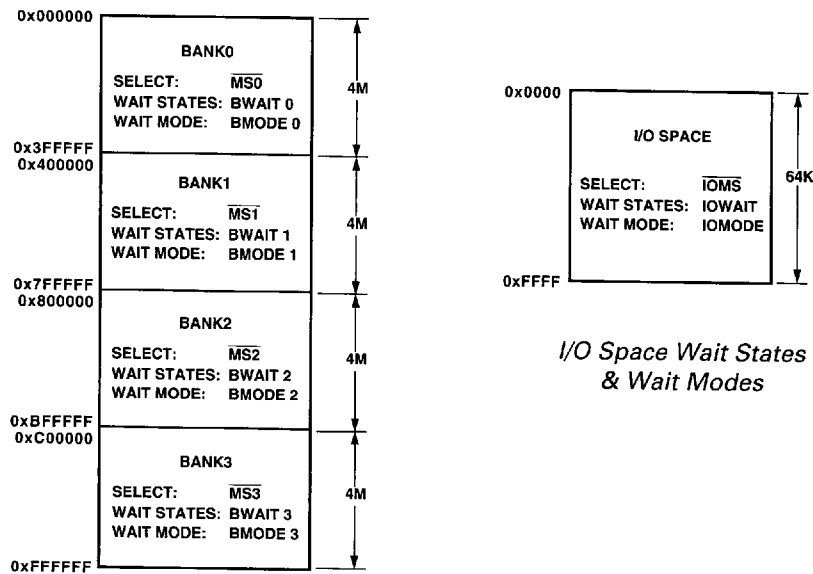 0x000000
BANK0
SELECT: MS0
WAIT STATES: BWAIT 0
WAIT MODE: BMODE 0
4M
0x3FFFFF
0x400000
BANK1
SELECT: MS1
WAIT STATES: BWAIT 1
WAIT MODE: BMODE 1
4M
0x7FFFFF
0x800000
BANK2
SELECT: MS2
WAIT STATES: BWAIT 2
WAIT MODE: BMODE 2
4M
0xBFFFFF
0xC00000
BANK3
SELECT: MS3
WAIT STATES: BWAIT 3
WAIT MODE: BMODE 3
4M
0xFFFFFF
0x0000
I/O SPACE
SELECT: IOMS
WAIT STATES: IOWAIT
WAIT MODE: IOMODE
64K
0xFFFF
I/O Space Wait States
& Wait Modes